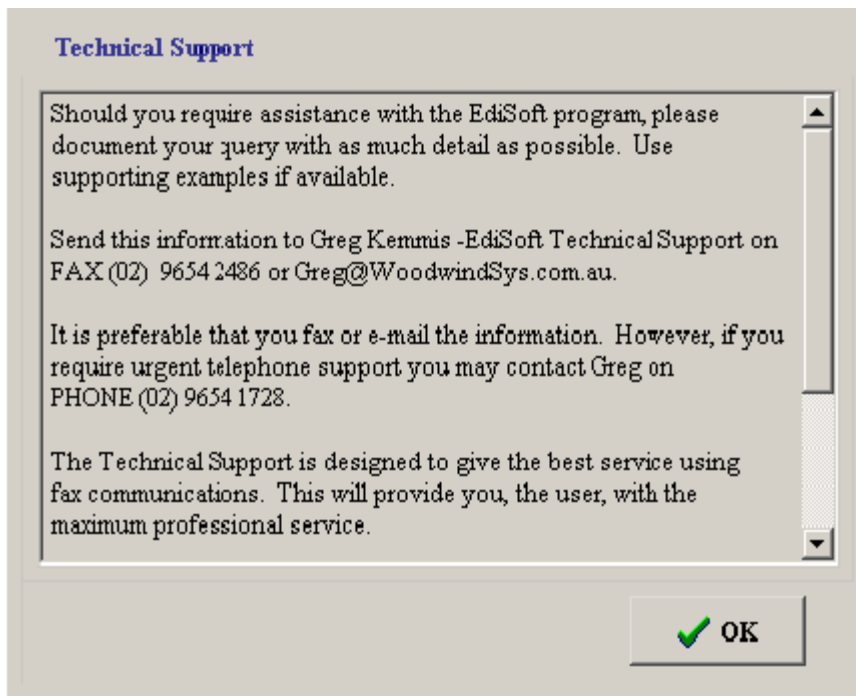 Technical Support
Should you require assistance with the EdiSoft program, please
document your query with as much detail as possible.  Use
supporting examples if available.
Send this information to Greg Kemmis -EdiSoft Technical Support on
FAX (02)  9654 2486 or Greg@WoodwindSys.com.au.
It is preferable that you fax or e-mail the information.  However, if you
require urgent telephone support you may contact Greg on
PHONE (02) 9654 1728.
The Technical Support is designed to give the best service using
fax communications.  This will provide you, the user, with the
maximum professional service.
OK